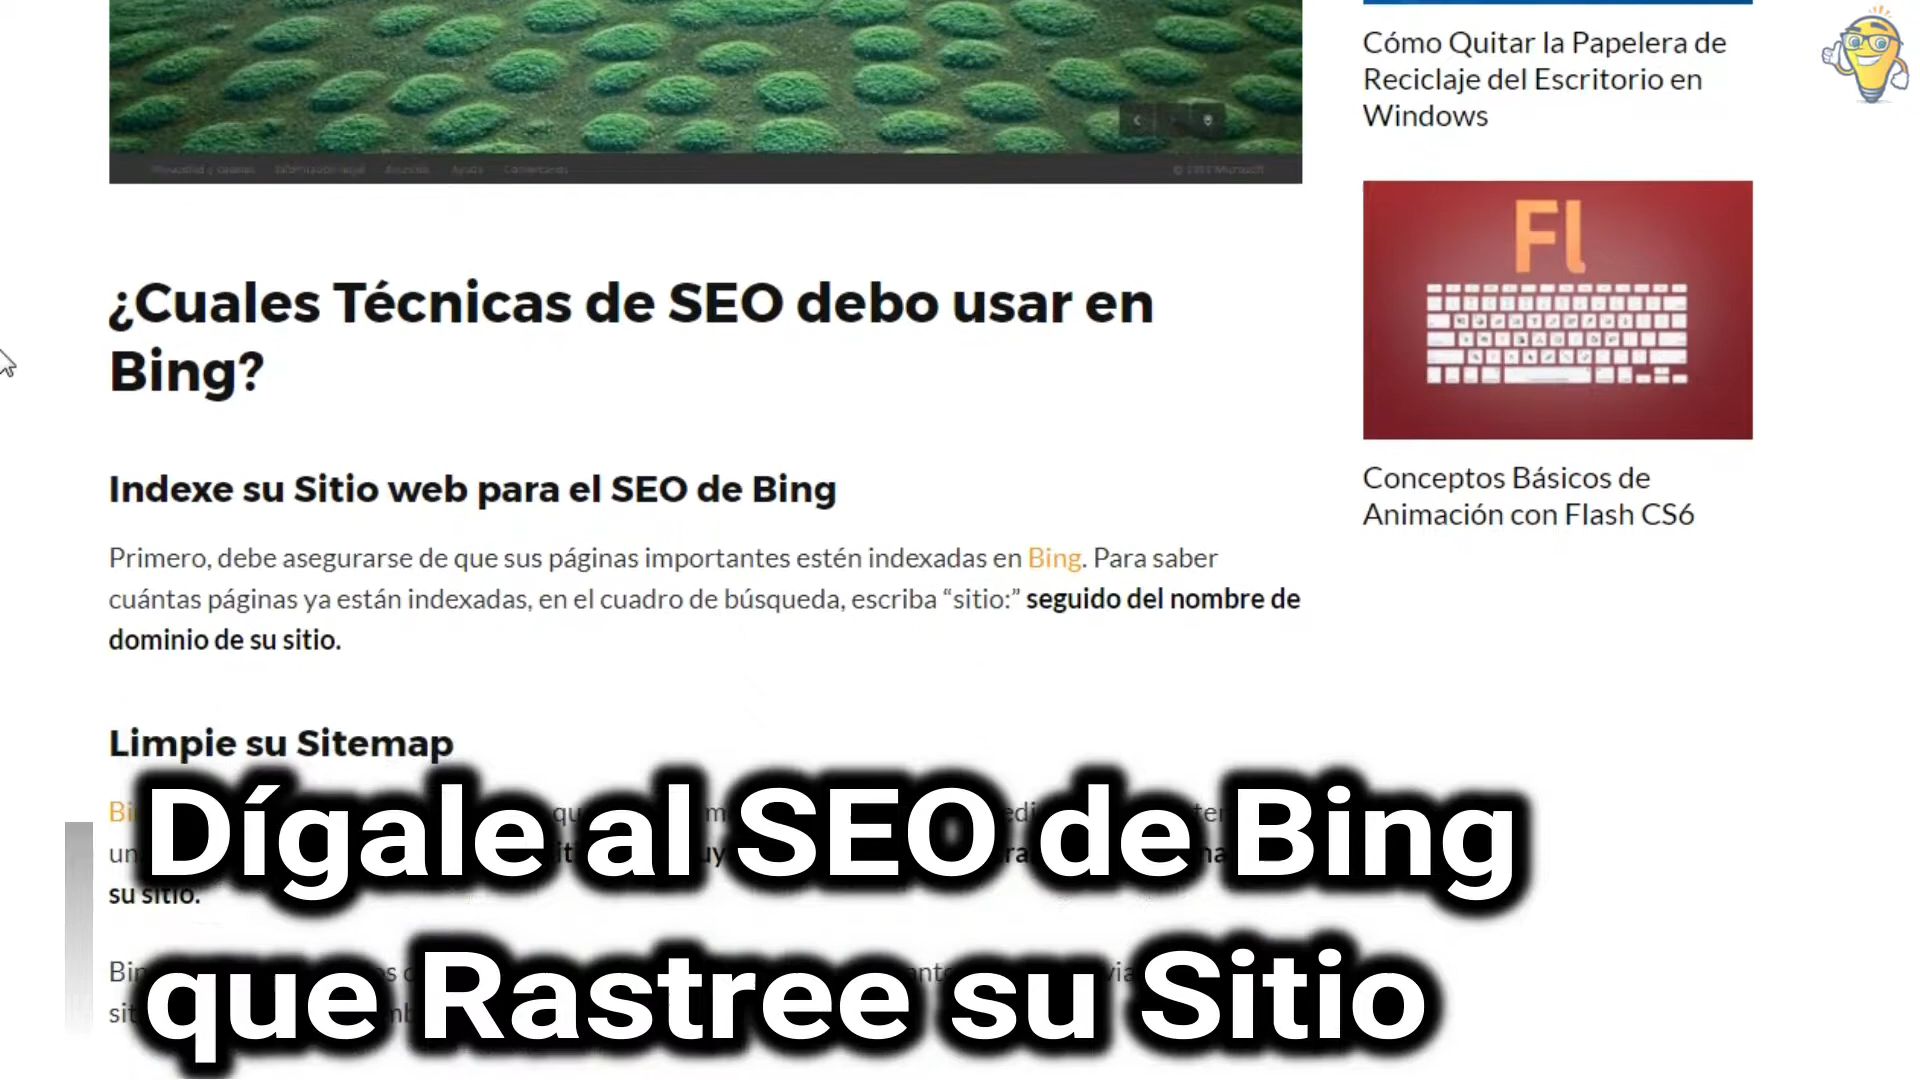 Cómo Quitar la Papelera de
Reciclaje del Escritorio en
Windows
Fl
Conceptos Básicos de
Animación con Flash CS6
¿Cuales Técnicas de SEO debo usar en
Bing?
Indexe su Sitio web para el SEO de Bing
Primero, debe asegurarse de que sus páginas importantes estén indexadas en Bing. Para saber
cuántas páginas ya están indexadas, en el cuadro de búsqueda, escriba “sitio:” seguido del nombre de
dominio de su sitio.
Limpie su Sitemap
su sitio.
Dígale al SEO de Bing
que Rastree su Sitio